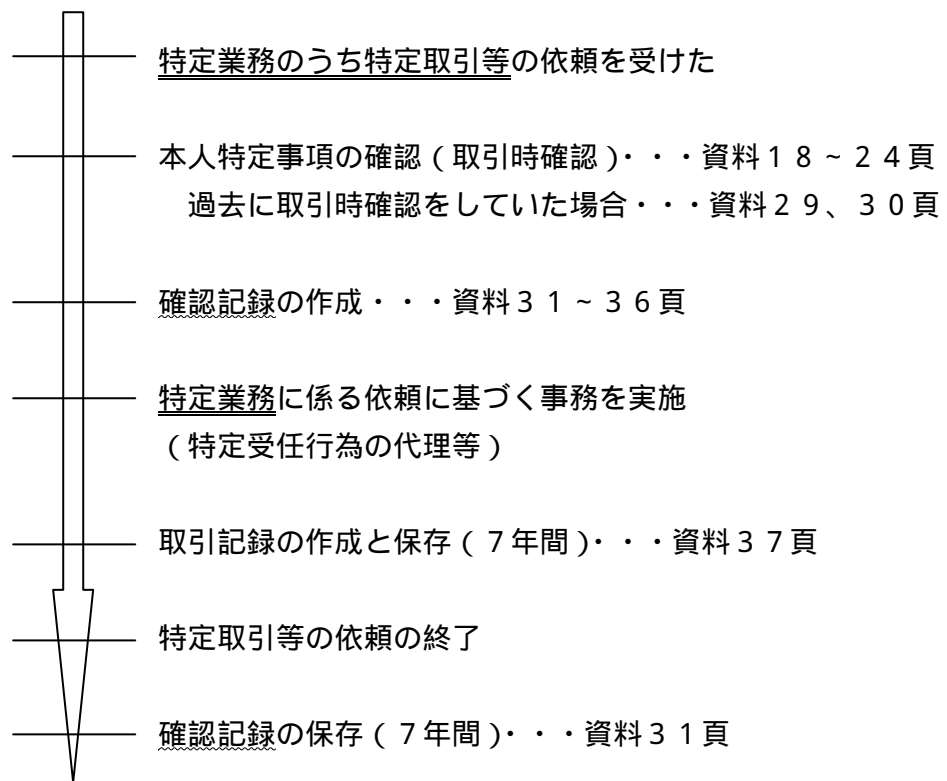 特定業務のうち特定取引等の依頼を受けた
本人特定事項の確認（取引時確認）・・・資料１８～２４頁
過去に取引時確認をしていた場合・・・資料２９、３０頁
確認記録の作成・・・資料３１～３６頁
特定業務に係る依頼に基づく事務を実施
（特定受任行為の代理等）
取引記録の作成と保存（７年間）・・・資料３７頁
特定取引等の依頼の終了
確認記録の保存（７年間）・・・資料３１頁